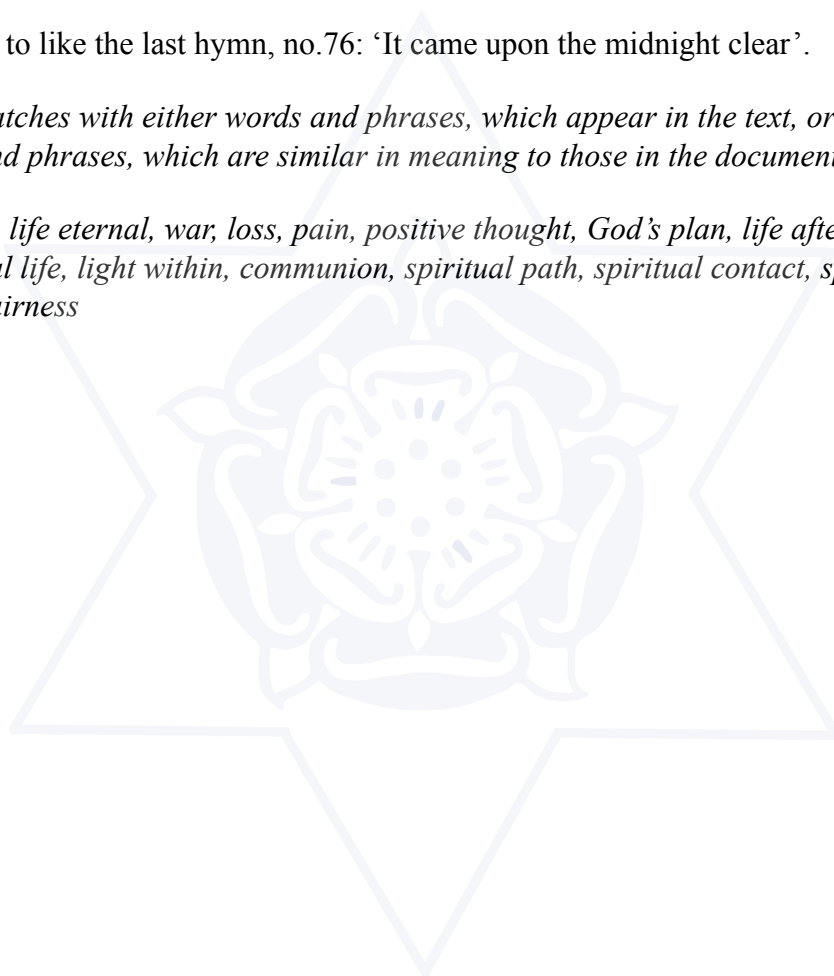 to like the last hymn, no.76: ‘It came upon the midnight clear’.
tches with either words and phrases, which appear in the text, or
d phrases, which are similar in meaning to those in the document
life eternal, war, loss, pain, positive thought, God’s plan, life afte
l life, light within, communion, spiritual path, spiritual contact, sp
irness